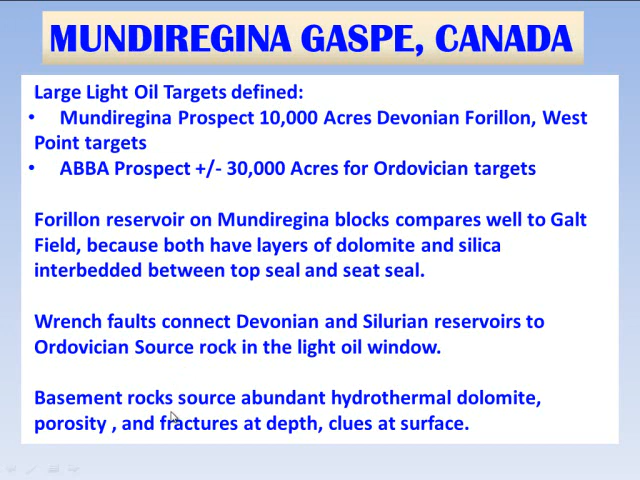 MUNDIREGINA GASPE, CANADA
Large Light Oil Targets defined:
• Mundiregina Prospect 10,000 Acres Devonian Forillon, West
Point targets
• ABBA Prospect +/- 30,000 Acres for Ordovician targets
Forillon reservoir on Mundiregina blocks compares well to Galt
Field, because both have layers of dolomite and silica
interbedded between top seal and seat seal.
Wrench faults connect Devonian and Silurian reservoirs to
Ordovician Source rock in the light oil window.
Basement rocks source abundant hydrothermal dolomite,
porosity , and fractures at depth, clues at surface.